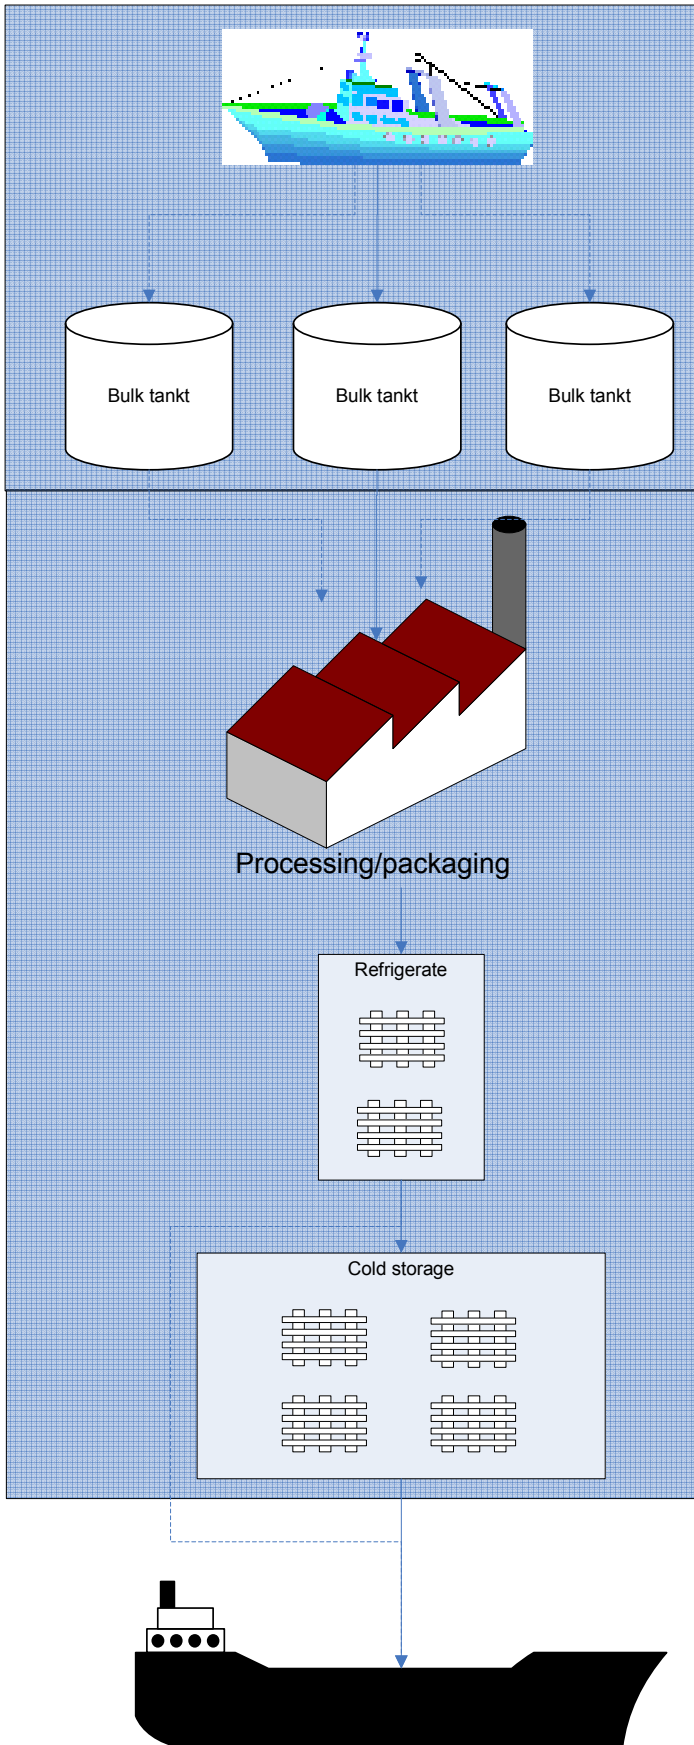 Bulk tankt
Bulk tankt
Bulk tankt
Processing/packaging
Refrigerate
Cold storage